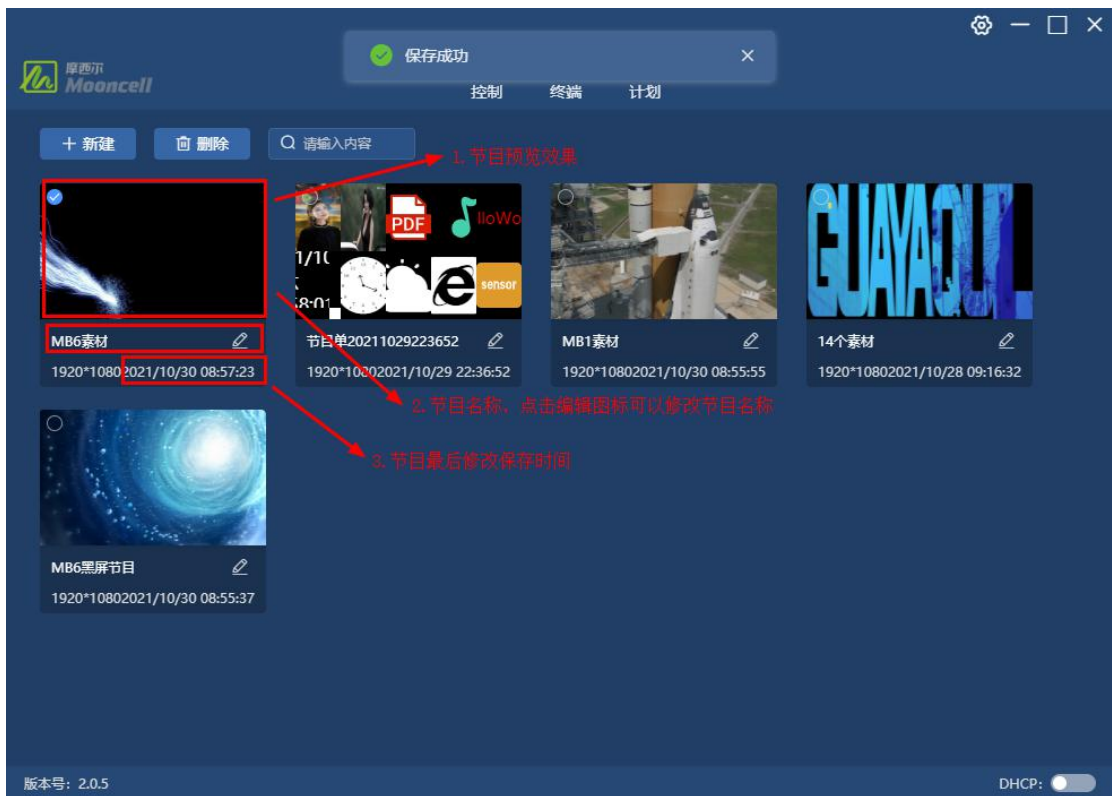 保存成功
摩西尔
Mooncell
控制 终端 计划
新建 删除 请输入内容
1.节目预览效果
PDF
lloWo
1/10
8:01
sensor
GUAYAQUIL
MB6素材
节目单20211029223652
MB1素材
14个素材
1920*10802021/10/30 08:57:23
1920*10802021/10/29 22:36:52
1920*10802021/10/30 08:55:55
1920*10802021/10/28 09:16:32
2.节目名称，点击编辑图标可以修改节目名称
3.节目最后修改保存时间
MB6黑屏节目
1920*10802021/10/30 08:55:37
版本号: 2.0.5
DHCP: